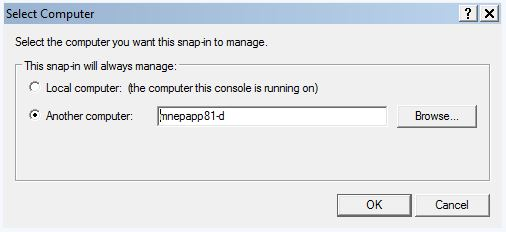 Select Computer
Select the computer you want this snap-in to manage.
This snap-in will always manage:
Local computer: (the computer this console is running on)
Another computer: mnepapp81-d Browse...
OK Cancel